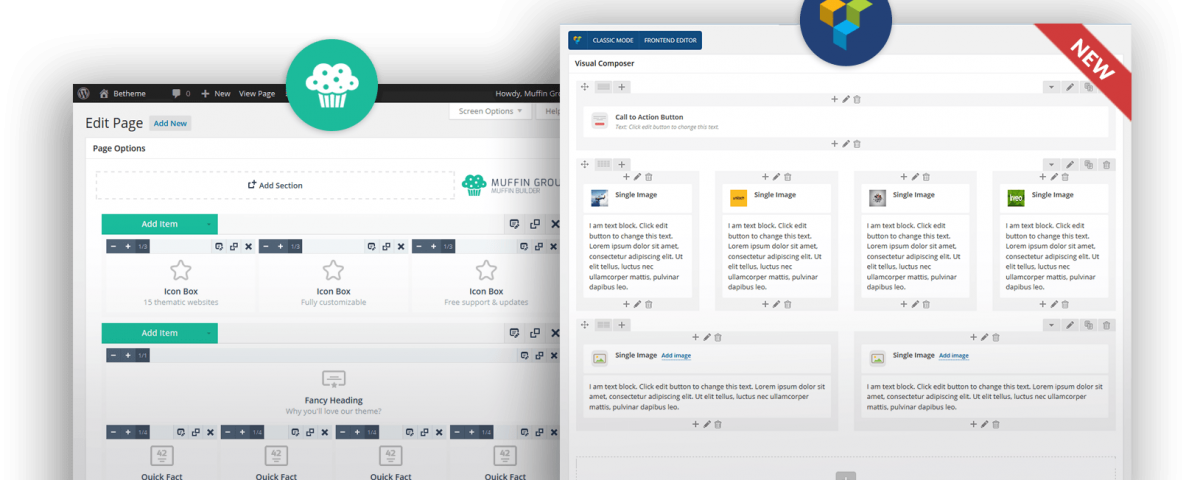 Betheme
0
New
View Page
Howdy, Muffin
Screen Options
Help
Edit Page
Add New
Page Options
Add Section
MUFFIN GROU
MUFFIN BUILDER
Add Item
1/3
1/3
1/3
Icon Box
15 thematic websites
Icon Box
Fully customizable
Icon Box
Free support & updates
Add Item
1/1
Fancy Heading
Why you'll love our theme?
1/4
1/4
1/4
1/4
42
Quick Fact
42
Quick Fact
42
Quick Fact
42
Quick Fact
CLASSIC MODE
FRONTEND EDITOR
NEW
Visual Composer
Call to Action Button
Text: Click edit button to change this text.
Single Image
I am text block. Click edit
button to change this text.
Lorem ipsum dolor sit amet,
consectetur adipiscing elit. Ut
elit tellus, luctus nec
ullamcorper mattis, pulvinar
dapibus leo.
Single Image
I am text block. Click edit
button to change this text.
Lorem ipsum dolor sit amet,
consectetur adipiscing elit. Ut
elit tellus, luctus nec
ullamcorper mattis, pulvinar
dapibus leo.
Single Image
I am text block. Click edit
button to change this text.
Lorem ipsum dolor sit amet,
consectetur adipiscing elit. Ut
elit tellus, luctus nec
ullamcorper mattis, pulvinar
dapibus leo.
Single Image
I am text block. Click edit
button to change this text.
Lorem ipsum dolor sit amet,
consectetur adipiscing elit. Ut
elit tellus, luctus nec
ullamcorper mattis, pulvinar
dapibus leo.
Single Image Add image
I am text block. Click edit button to change this text. Lorem ipsum dolor sit
amet, consectetur adipiscing elit. Ut elit tellus, luctus nec ullamcorper
mattis, pulvinar dapibus leo.
Single Image Add image
I am text block. Click edit button to change this text. Lorem ipsum dolor sit
amet, consectetur adipiscing elit. Ut elit tellus, luctus nec ullamcorper
mattis, pulvinar dapibus leo.